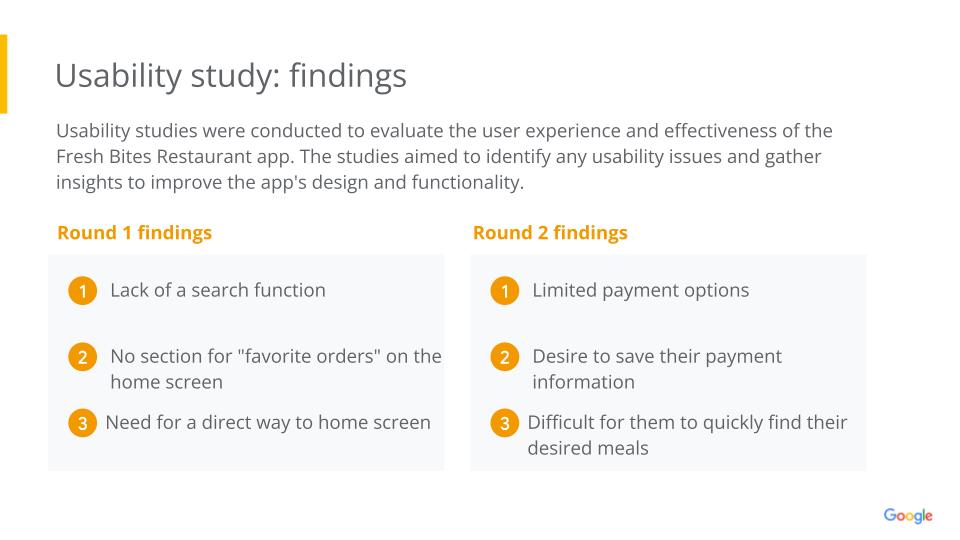 Usability study: findings
Usability studies were conducted to evaluate the user experience and effectiveness of the
Fresh Bites Restaurant app. The studies aimed to identify any usability issues and gather
insights to improve the app's design and functionality.
Round 1 findings
1 Lack of a search function
2 No section for "favorite orders" on the
home screen
3 Need for a direct way to home screen
Round 2 findings
1 Limited payment options
2 Desire to save their payment
information
3 Difficult for them to quickly find their
desired meals
Google